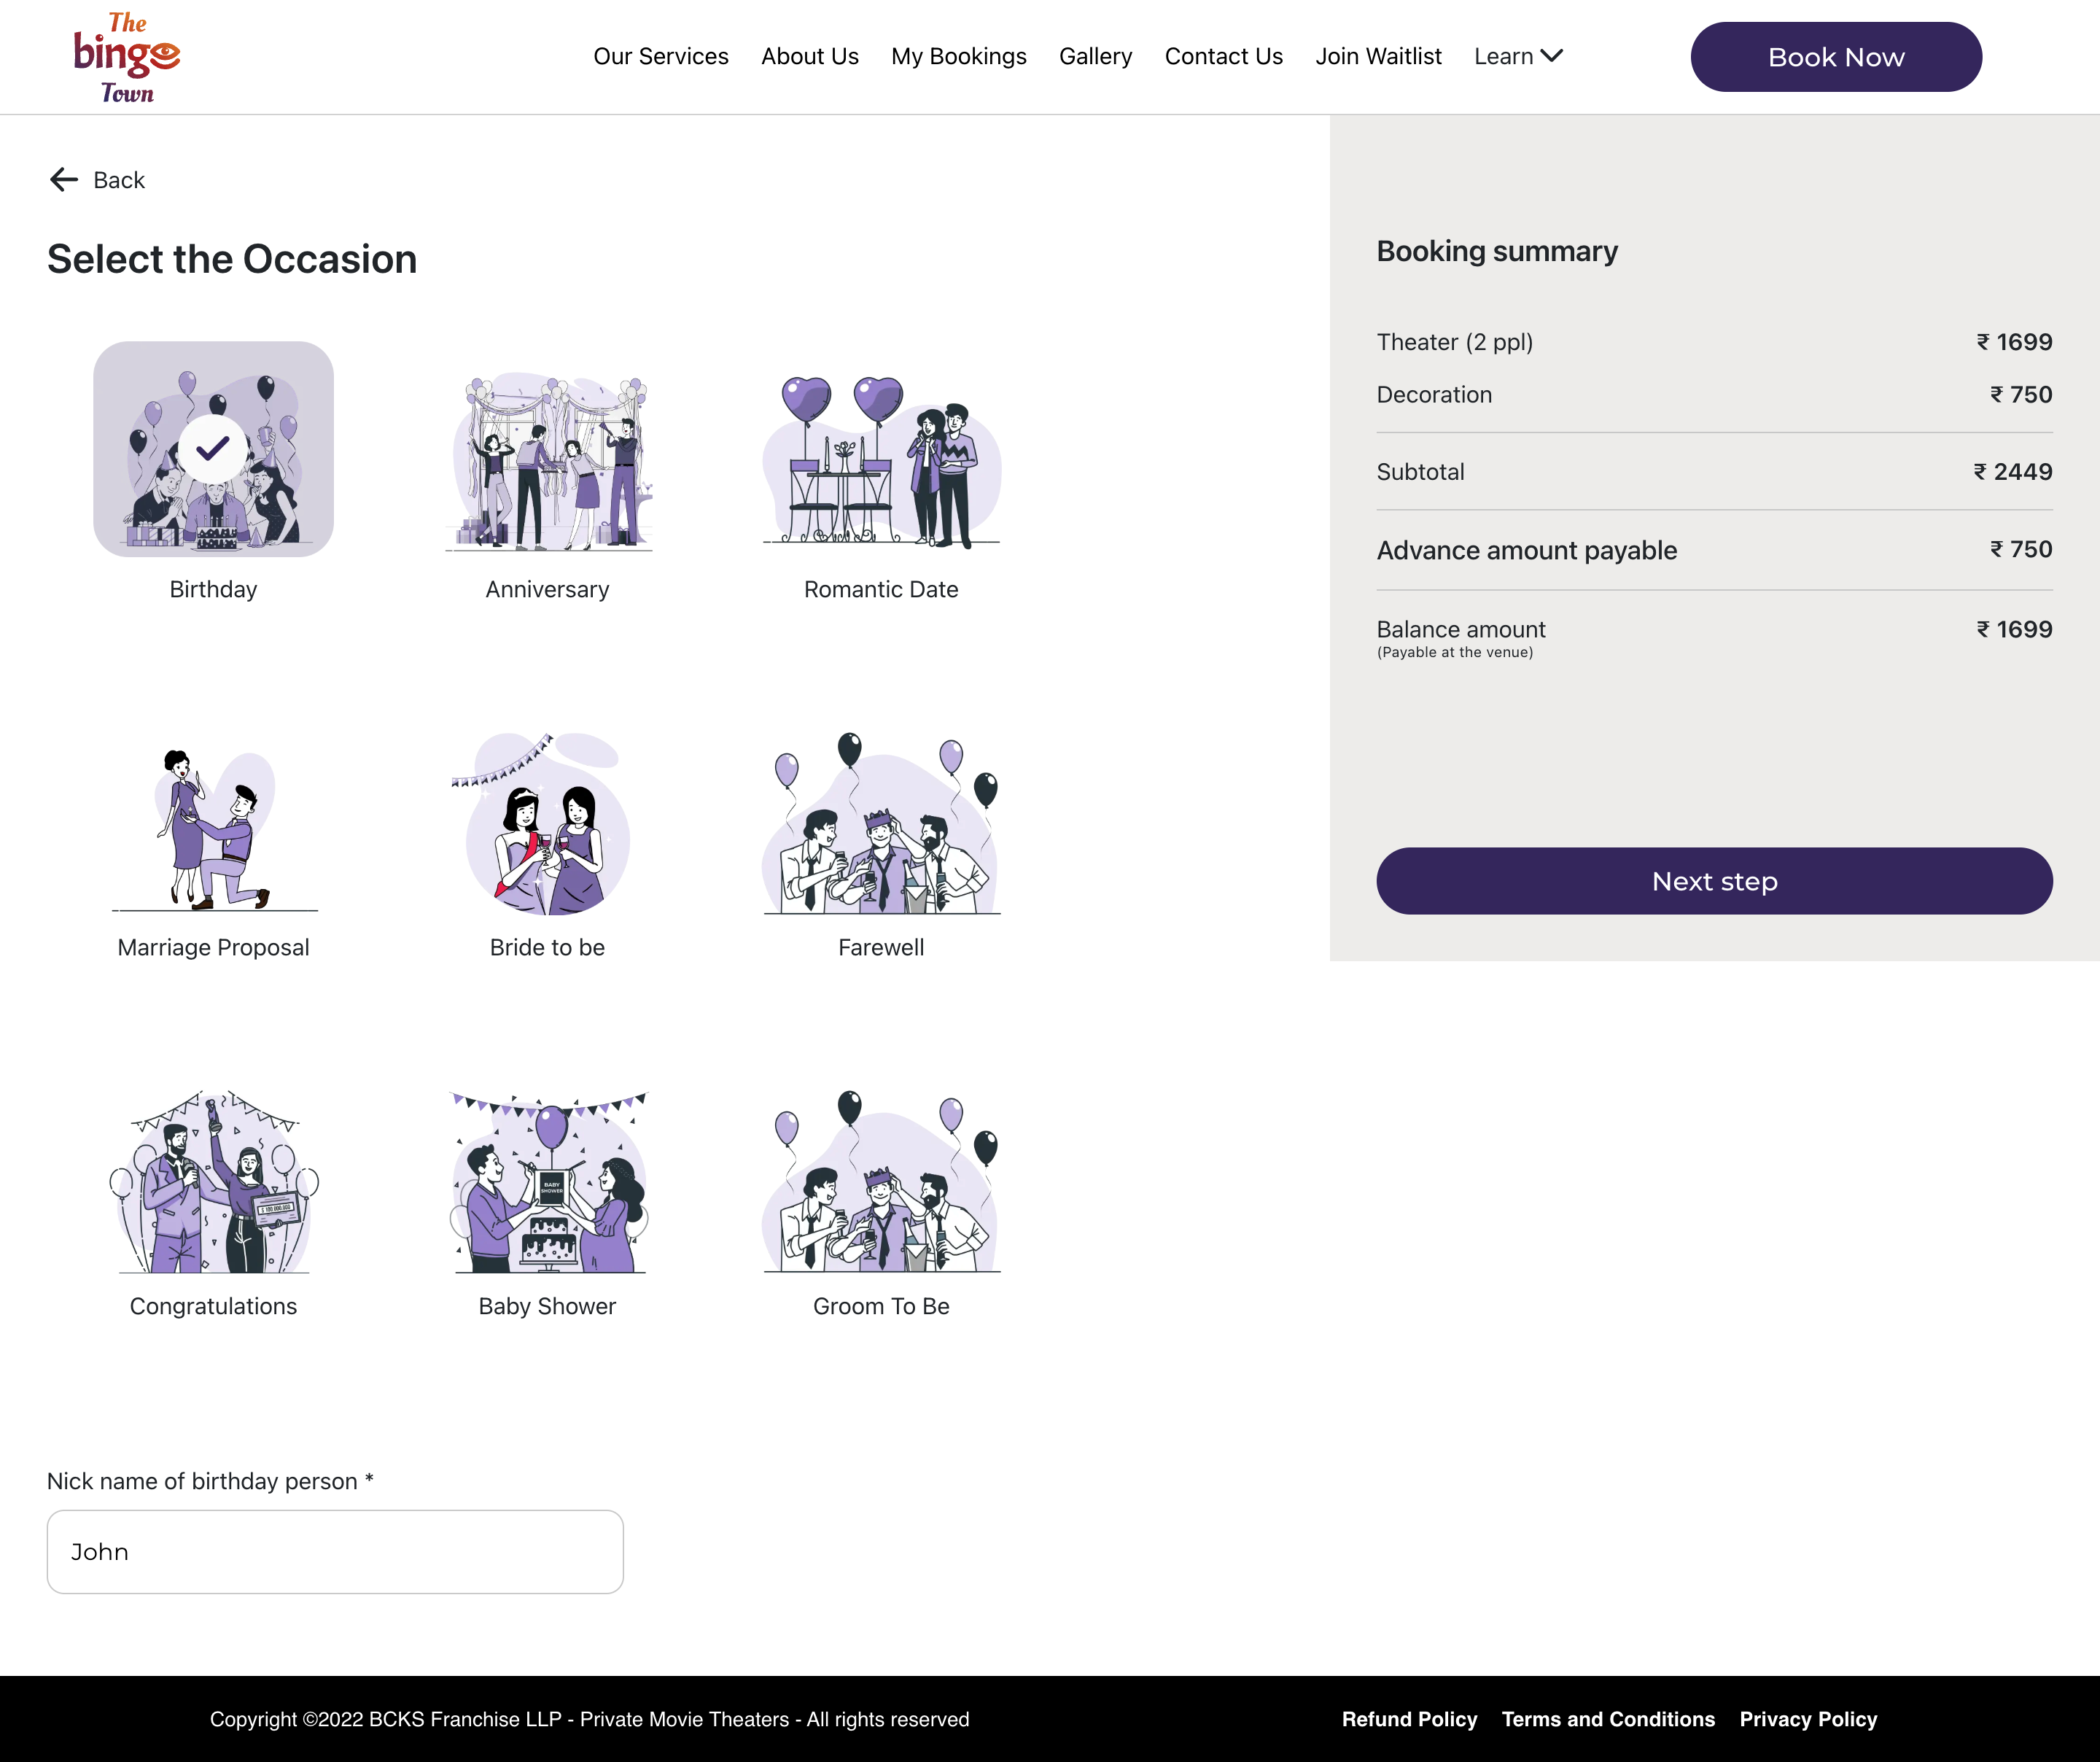 The
bingo
Town
Our Services
About Us
My Bookings
Gallery
Contact Us
Join Waitlist
Learn
Book Now
Back
Select the Occasion
Birthday
Anniversary
Romantic Date
Marriage Proposal
Bride to be
Farewell
BABY
SHOWER
Congratulations
Baby Shower
Groom To Be
Nick name of birthday person *
John
Booking summary
Theater (2 ppl) ₹ 1699
Decoration ₹ 750
Subtotal ₹ 2449
Advance amount payable ₹ 750
Balance amount ₹ 1699
(Payable at the venue)
Next step
Copyright ©2022 BCKS Franchise LLP - Private Movie Theaters - All rights reserved
Refund Policy
Terms and Conditions
Privacy Policy